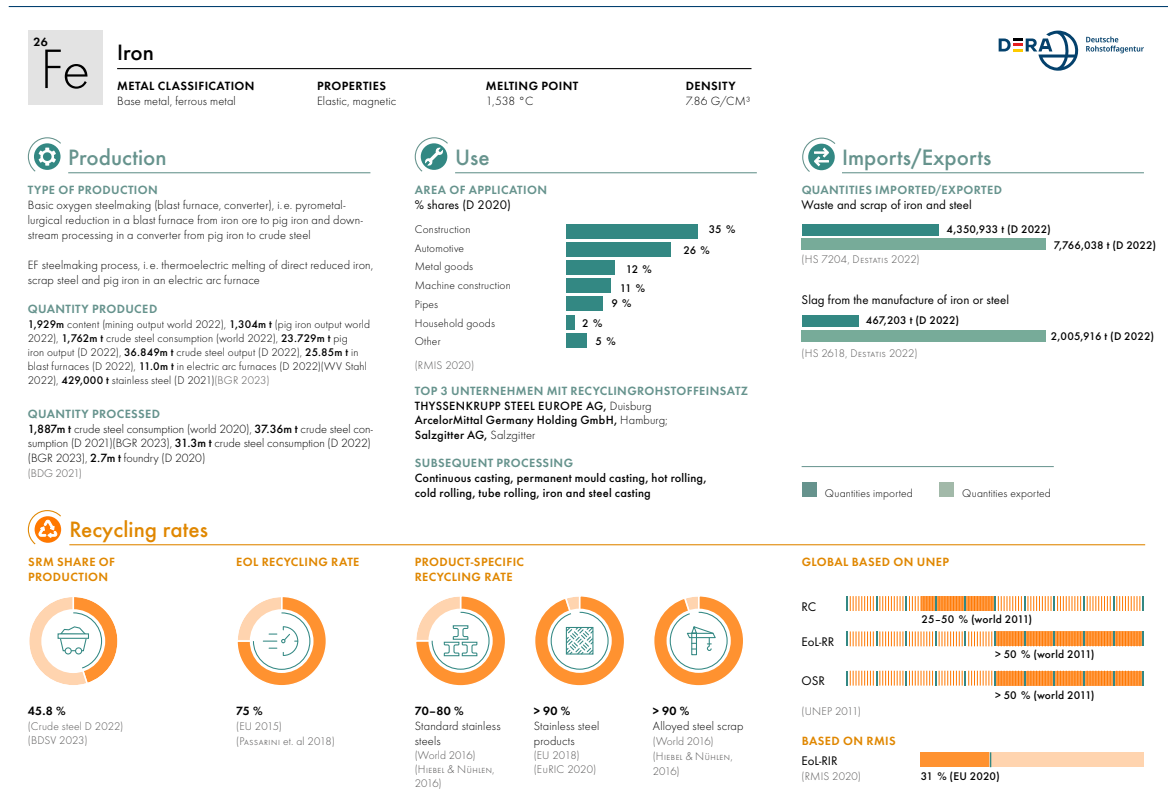 26
Fe
Iron
METAL CLASSIFICATION
Base metal, ferrous metal
PROPERTIES
Elastic, magnetic
MELTING POINT
1,538 °C
DENSITY
7.86 G/CM³
DERA
Deutsche
Rohstoffagentur
Production
TYPE OF PRODUCTION
Basic oxygen steelmaking (blast furnace, converter), i. e. pyrometal-
lurgical reduction in a blast furnace from iron ore to pig iron and down-
stream processing in a converter from pig iron to crude steel
EF steelmaking process, i.e. thermoelectric melting of direct reduced iron,
scrap steel and pig iron in an electric arc furnace
QUANTITY PRODUCED
1,929m content (mining output world 2022), 1,304m t (pig iron output world
2022), 1,762m t crude steel consumption (world 2022), 23.729m t pig
iron output (D 2022), 36.849m t crude steel output (D 2022), 25.85m t in
blast furnaces (D 2022), 11.0m t in electric arc furnaces (D 2022)(WV Stahl
2022), 429,000 t stainless steel (D 2021)(BGR 2023)
QUANTITY PROCESSED
1,887m t crude steel consumption (world 2020), 37.36m t crude steel con-
sumption (D 2021)(BGR 2023), 31.3m t crude steel consumption (D 2022)
(BGR 2023), 2.7m t foundry (D 2020)
(BDG 2021)
Use
AREA OF APPLICATION
% shares (D 2020)
Construction 35 %
Automotive 26 %
Metal goods 12 %
Machine construction 11 %
Pipes 9 %
Household goods 2 %
Other 5 %
(RMIS 2020)
TOP 3 UNTERNEHMEN MIT RECYCLINGROHSTOFFEINSATZ
THYSSENKRUPP STEEL EUROPE AG, Duisburg
ArcelorMittal Germany Holding GmbH, Hamburg;
Salzgitter AG, Salzgitter
SUBSEQUENT PROCESSING
Continuous casting, permanent mould casting, hot rolling,
cold rolling, tube rolling, iron and steel casting
Imports/Exports
QUANTITIES IMPORTED/EXPORTED
Waste and scrap of iron and steel
4,350,933 t (D 2022)
7,766,038 t (D 2022)
(HS 7204, Destatis 2022)
Slag from the manufacture of iron or steel
467,203 t (D 2022)
2,005,916 t (D 2022)
(HS 2618, Destatis 2022)
Quantities imported
Quantities exported
Recycling rates
SRM SHARE OF
PRODUCTION
45.8 %
(Crude steel D 2022)
(BDSV 2023)
EOL RECYCLING RATE
75 %
(EU 2015)
(Passarini et. al 2018)
PRODUCT-SPECIFIC
RECYCLING RATE
70–80 %
Standard stainless
steels
(World 2016)
(Hiebel & Nühlen,
2016)
> 90 %
Stainless steel
products
(EU 2018)
(EuRIC 2020)
> 90 %
Alloyed steel scrap
(World 2016)
(Hiebel & Nühlen,
2016)
GLOBAL BASED ON UNEP
RC
25–50 % (world 2011)
EoL-RR
> 50 % (world 2011)
OSR
> 50 % (world 2011)
(UNEP 2011)
BASED ON RMIS
EoL-RIR
(RMIS 2020)
31 % (EU 2020)